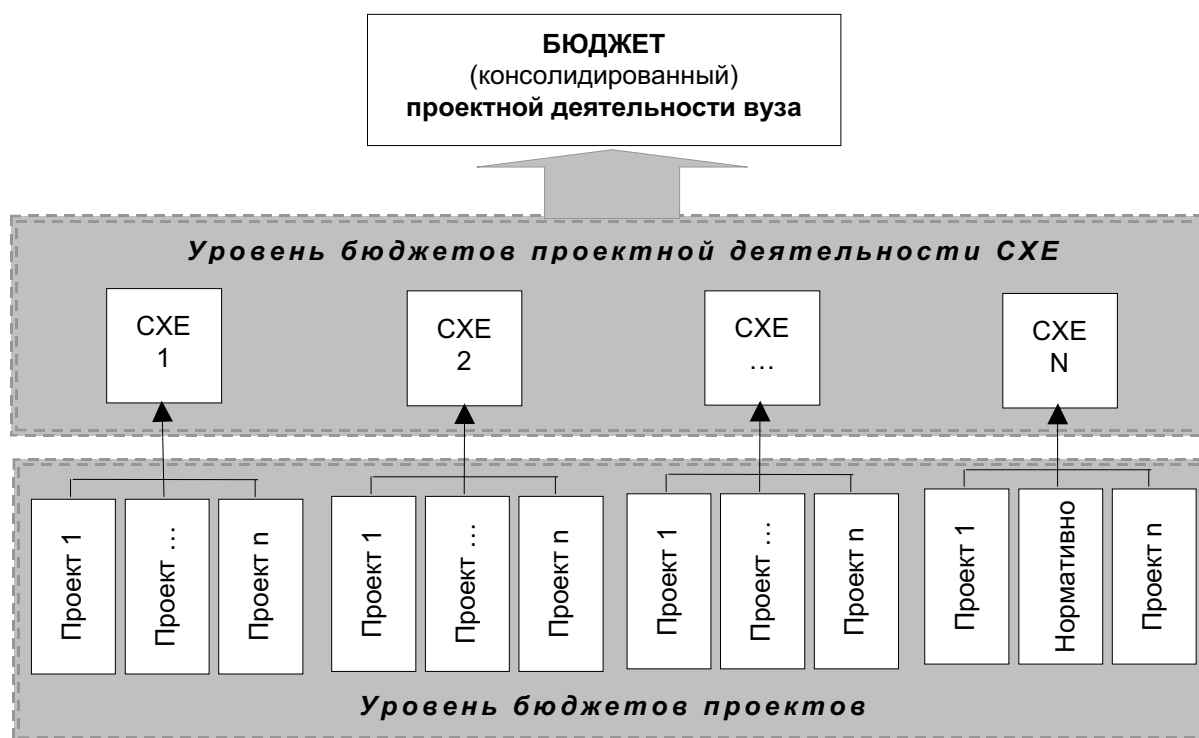 БЮДЖЕТ
(консолидированный)
проектной деятельности вуза
Уровень бюджетов проектной деятельности СХЕ
СХЕ
1
СХЕ
2
СХЕ
…
СХЕ
N
Проект 1
Проект …
Проект n
Проект 1
Проект …
Проект n
Проект 1
Проект …
Проект n
Проект 1
Нормативно
Проект n
Уровень бюджетов проектов